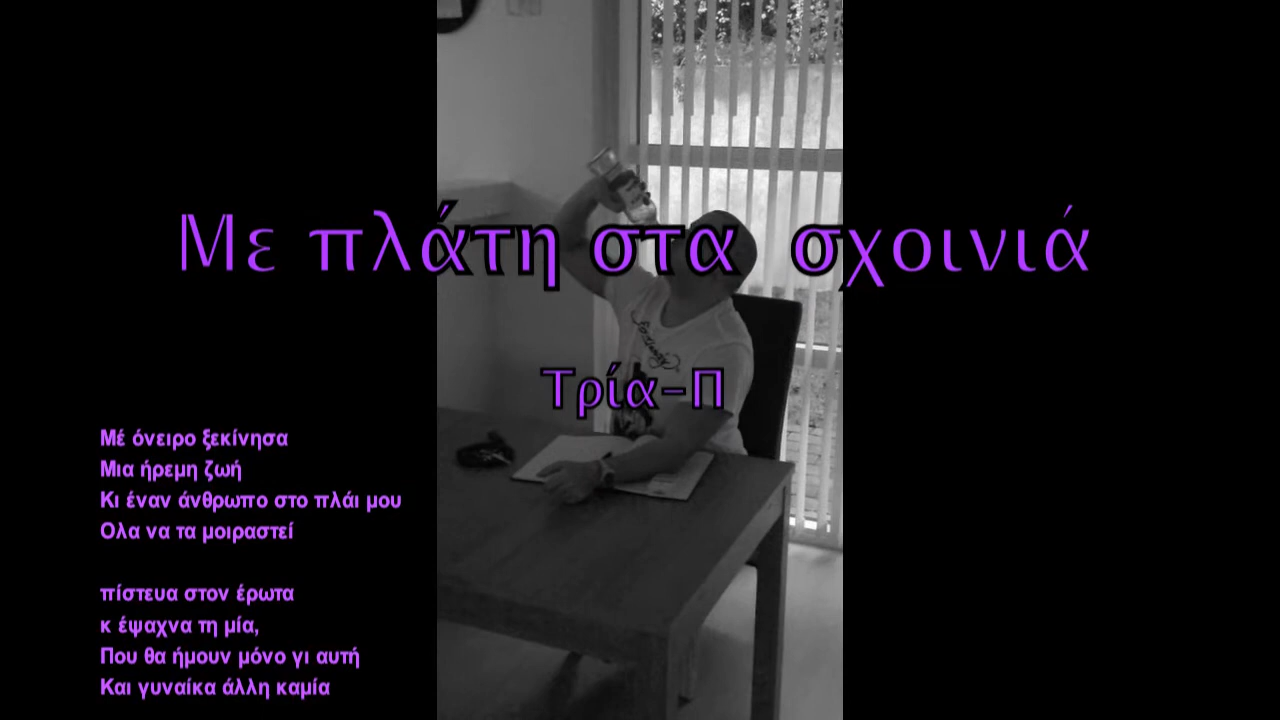 Με πλάτη στα σχοινιά
Τρία-Π
Μέ όνειρο ξεκίνησα
Μια ήρεμη ζωή
Κι έναν άνθρωπο στο πλάι μου
Ολα να τα μοιραστεί
πίστευα στον έρωτα
κ έψαχνα τη μία,
Που θα ήμουν μόνο γι αυτή
Και γυναίκα άλλη καμία